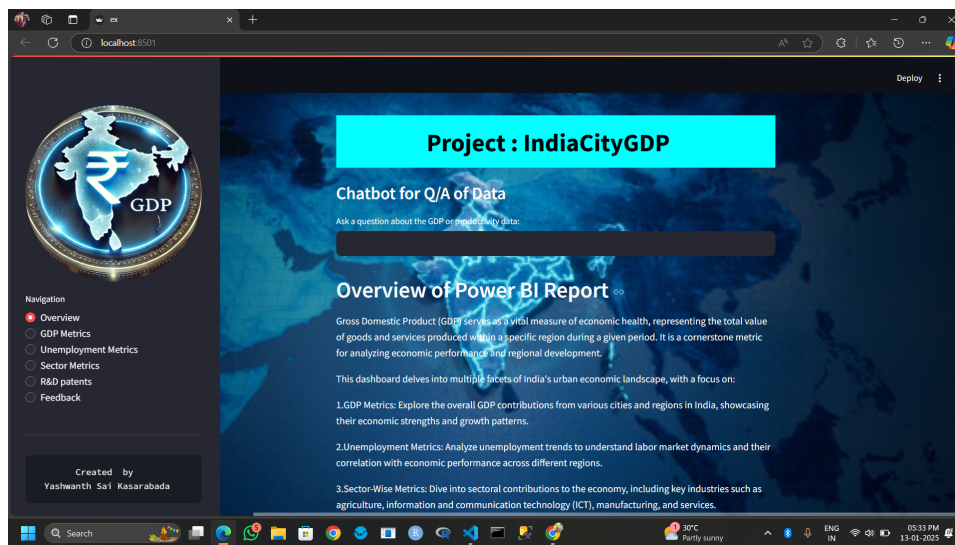 ex
localhost:8501
Deploy
GDP
Navigation
Overview
GDP Metrics
Unemployment Metrics
Sector Metrics
R&D patents
Feedback
Created by
Yashwanth Sai Kasarabada
Project : IndiaCityGDP
Chatbot for Q/A of Data
Ask a question about the GDP or productivity data:
Overview of Power BI Report
Gross Domestic Product (GDP) serves as a vital measure of economic health, representing the total value
of goods and services produced within a specific region during a given period. It is a cornerstone metric
for analyzing economic performance and regional development.
This dashboard delves into multiple facets of India's urban economic landscape, with a focus on:
1.GDP Metrics: Explore the overall GDP contributions from various cities and regions in India, showcasing
their economic strengths and growth patterns.
2.Unemployment Metrics: Analyze unemployment trends to understand labor market dynamics and their
correlation with economic performance across different regions.
3.Sector-Wise Metrics: Dive into sectoral contributions to the economy, including key industries such as
agriculture, information and communication technology (ICT), manufacturing, and services.
Search
30°C
Partly sunny
ENG
IN
05:33 PM
13-01-2025